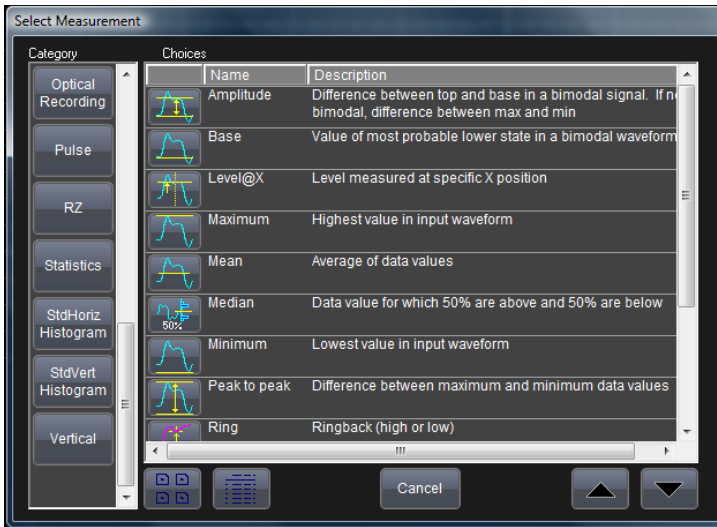 Select Measurement
Category
Choices
Optical
Recording
Pulse
RZ
Statistics
StdHoriz
Histogram
StdVert
Histogram
Vertical
Name Description
Amplitude Difference between top and base in a bimodal signal. If
bimodal, difference between max and min
Base Value of most probable lower state in a bimodal waveform
Level@X Level measured at specific X position
Maximum Highest value in input waveform
Mean Average of data values
50%
Median Data value for which 50% are above and 50% are below
Minimum Lowest value in input waveform
Peak to peak Difference between maximum and minimum data values
Ring Ringback (high or low)
Cancel